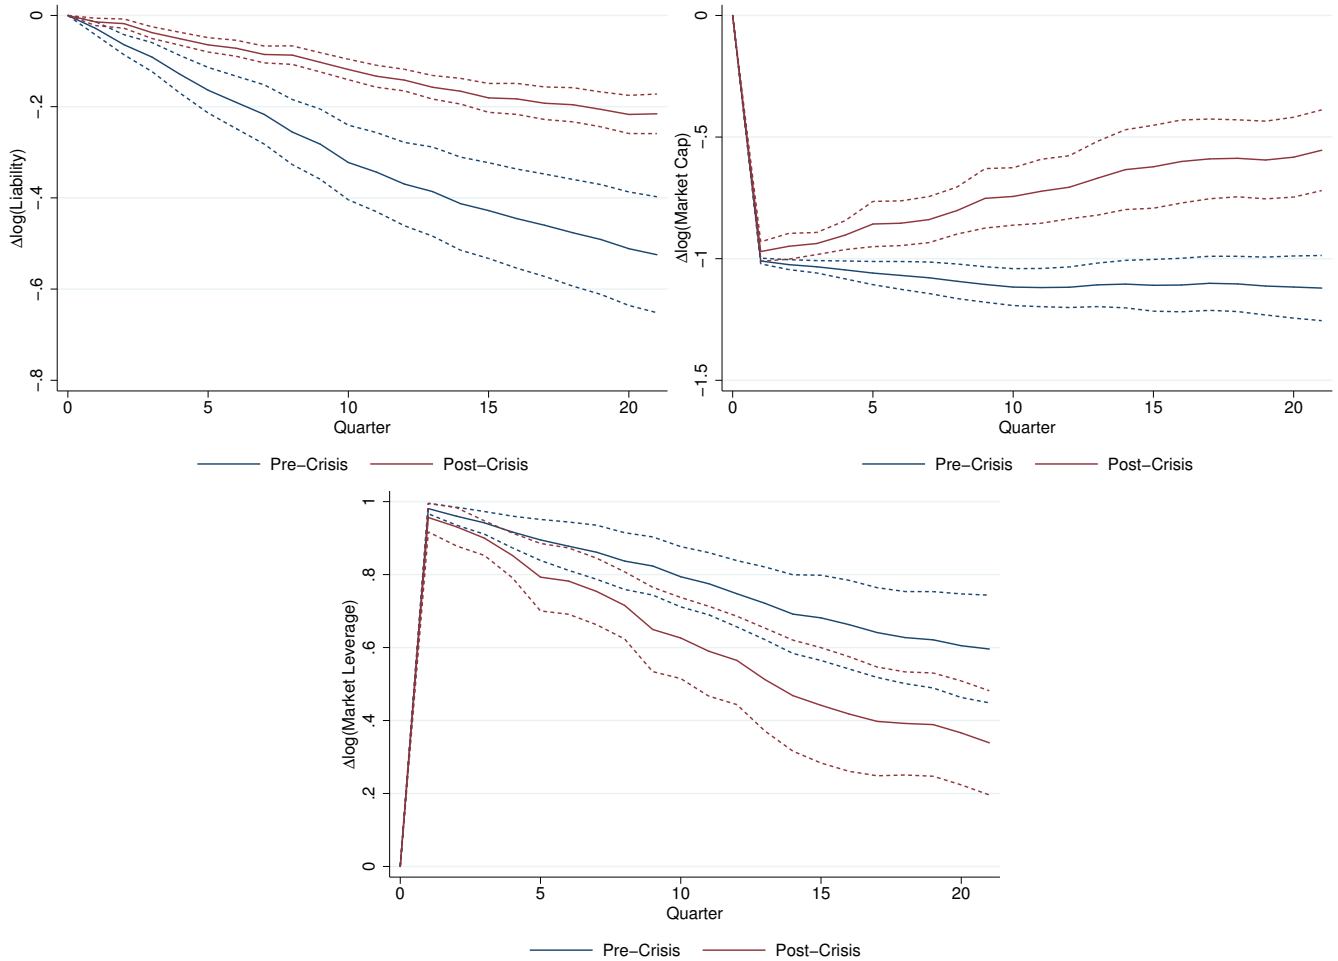 Δlog(Liability)
0
−.2
−.4
−.6
−.8
0 5 10 15 20
Quarter
Pre−Crisis Post−Crisis
Δlog(Market Cap)
0
−.5
−1
−1.5
0 5 10 15 20
Quarter
Pre−Crisis Post−Crisis
Δlog(Market Leverage)
1
.8
.6
.4
.2
0
0 5 10 15 20
Quarter
Pre−Crisis Post−Crisis